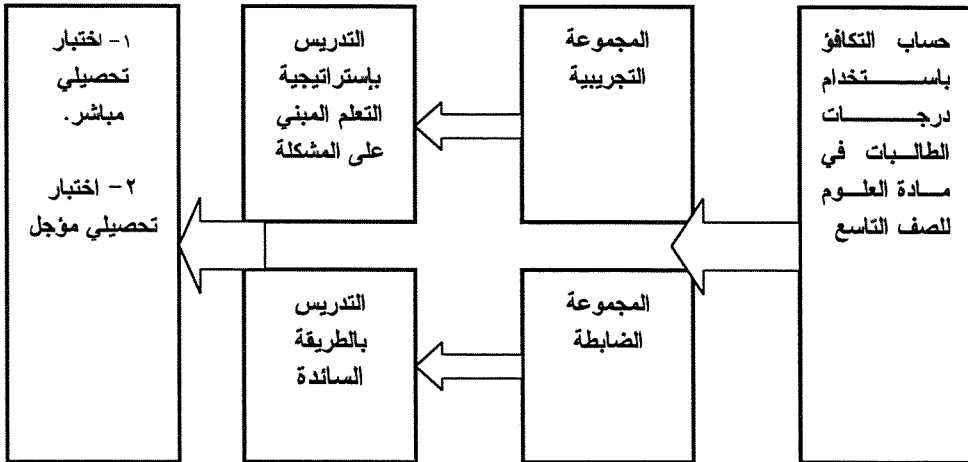 حساب التكافؤ
باستخدام
درجات
الطالبات في
مادة العلوم
للصف التاسع
المجموعة
التجريبية
التدريس
بإستراتيجية
التعلم المبني
على المشكلة
المجموعة
الضابطة
التدريس
بالطريقة
السائدة
١- اختبار
تحصيلي
مباشر.
٢- اختبار
تحصيلي مؤجل